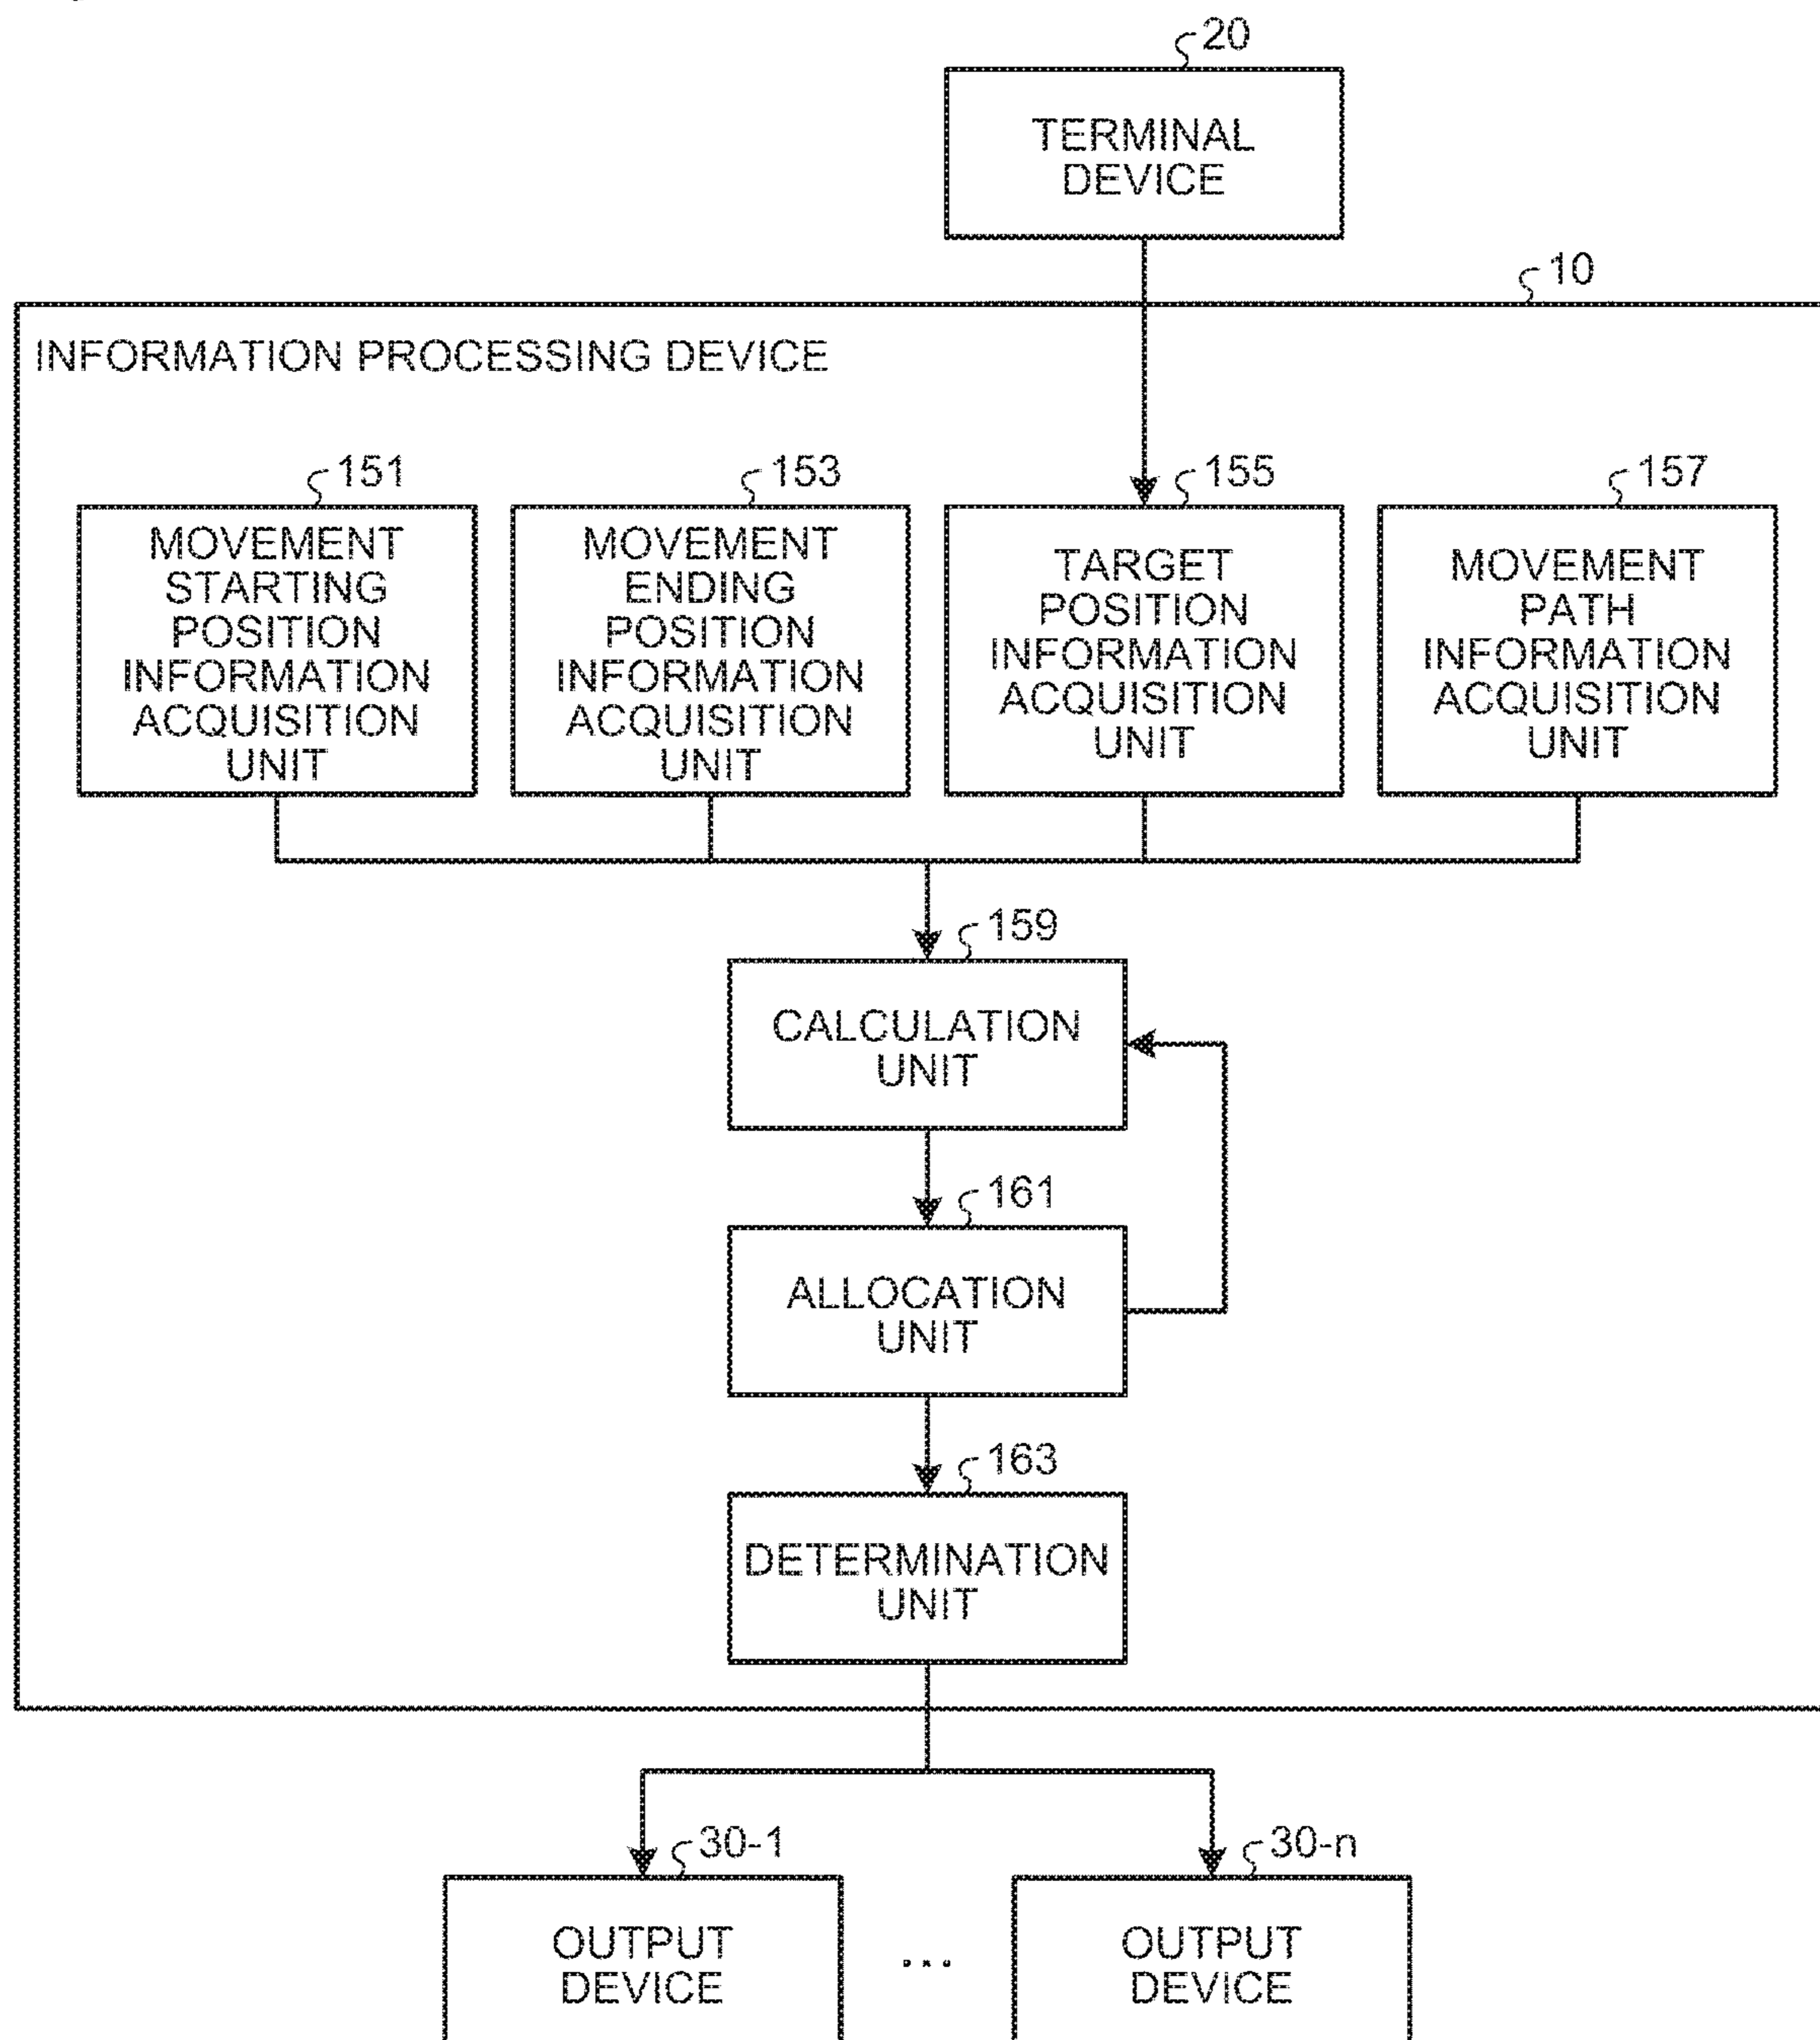 20
TERMINAL
DEVICE
10
INFORMATION PROCESSING DEVICE
151
MOVEMENT
STARTING
POSITION
INFORMATION
ACQUISITION
UNIT
153
MOVEMENT
ENDING
POSITION
INFORMATION
ACQUISITION
UNIT
155
TARGET
POSITION
INFORMATION
ACQUISITION
UNIT
157
MOVEMENT
PATH
INFORMATION
ACQUISITION
UNIT
159
CALCULATION
UNIT
161
ALLOCATION
UNIT
163
DETERMINATION
UNIT
30-1
OUTPUT
DEVICE
...
30-n
OUTPUT
DEVICE